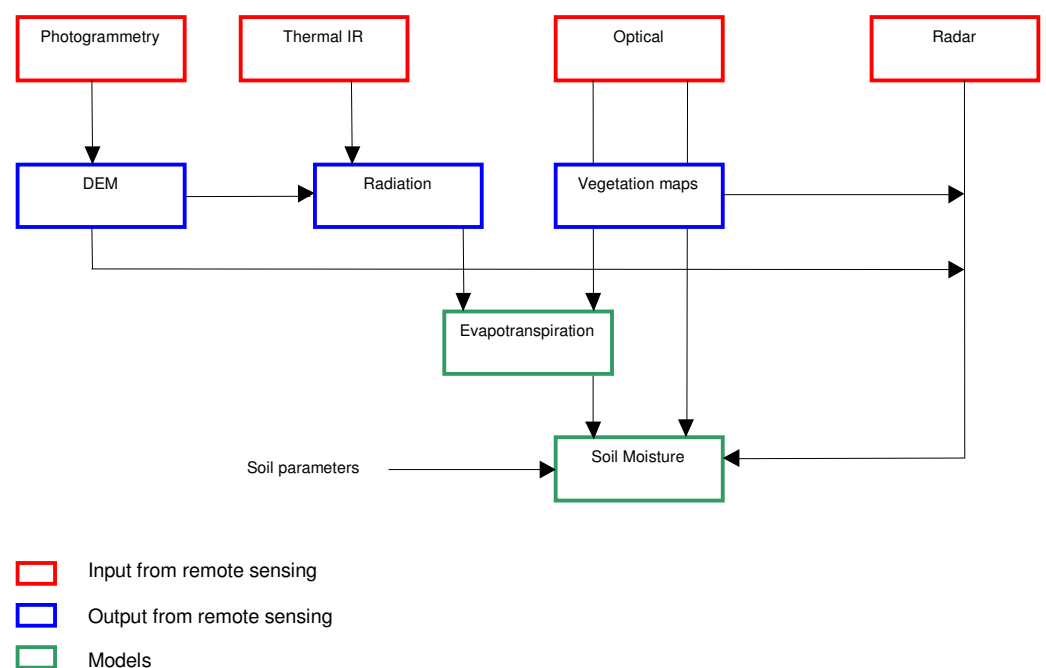 Photogrammetry
Thermal IR
Optical
Radar
DEM
Radiation
Vegetation maps
Evapotranspiration
Soil Moisture
Soil parameters
Input from remote sensing
Output from remote sensing
Models